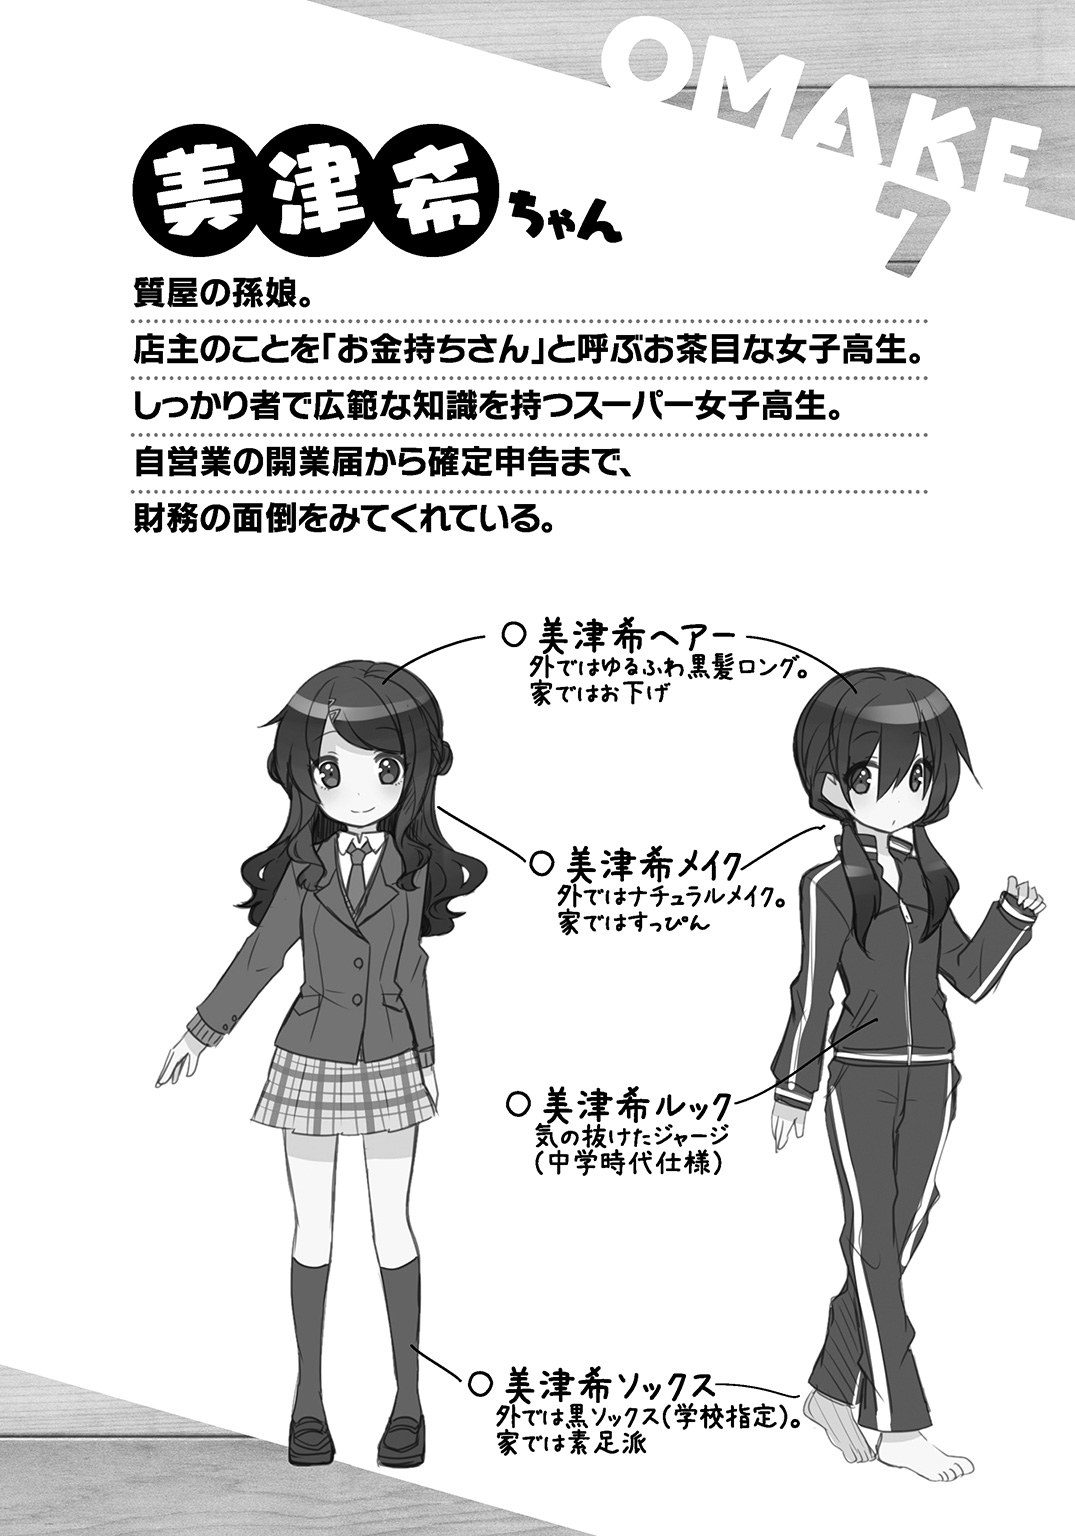 OMAKE
7
美津希ちゃん
質屋の孫娘。
店主のことを「お金持ちさん」と呼ぶお茶目な女子高生。
しっかり者で広範な知識を持つスーパー女子高生。
自営業の開業届から確定申告まで、
財務の面倒をみてくれている。
○ 美津希ヘアー
外ではゆるふわ黒髪ロング。
家ではお下げ
○ 美津希メイク
外ではナチュラルメイク。
家ではすっぴん
○ 美津希ルック
気の抜けたジャージ
(中学時代仕様)
○ 美津希ソックス
外では黒ソックス(学校指定)。
家では素足派